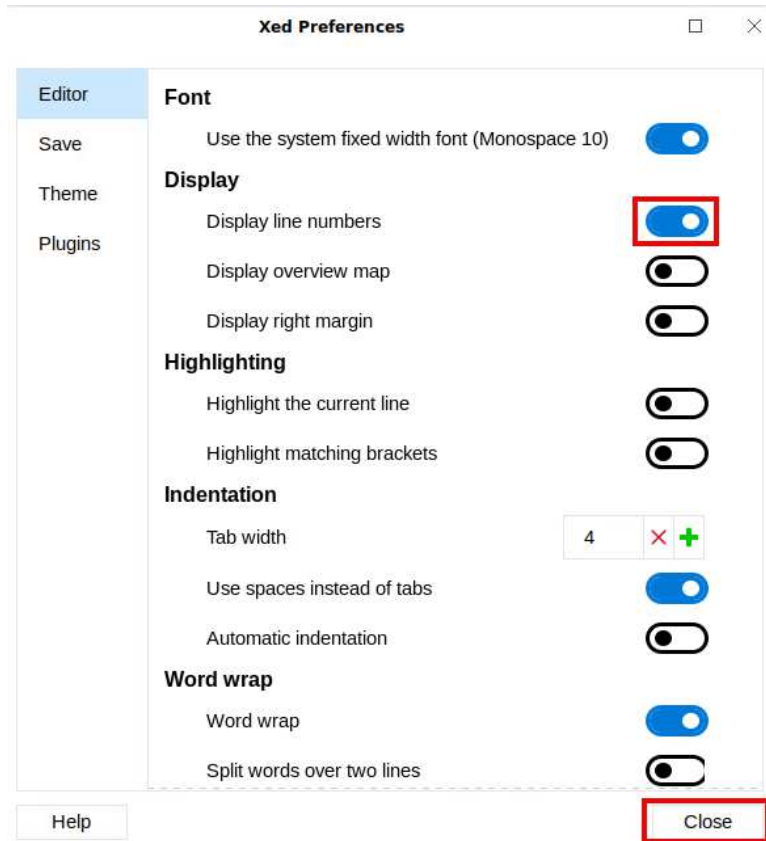 Xed Preferences
Editor
Save
Theme
Plugins
Font
Use the system fixed width font (Monospace 10)
Display
Display line numbers
Display overview map
Display right margin
Highlighting
Highlight the current line
Highlight matching brackets
Indentation
Tab width 4
Use spaces instead of tabs
Automatic indentation
Word wrap
Word wrap
Split words over two lines
Help Close